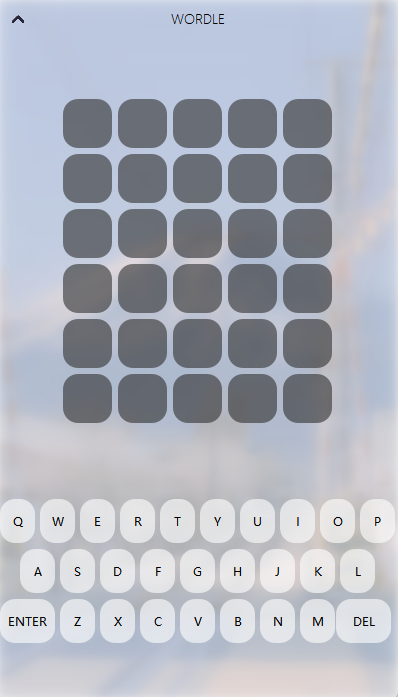 WORDLE
Q W E R T Y U I O P
A S D F G H J K L
ENTER Z X C V B N M DEL